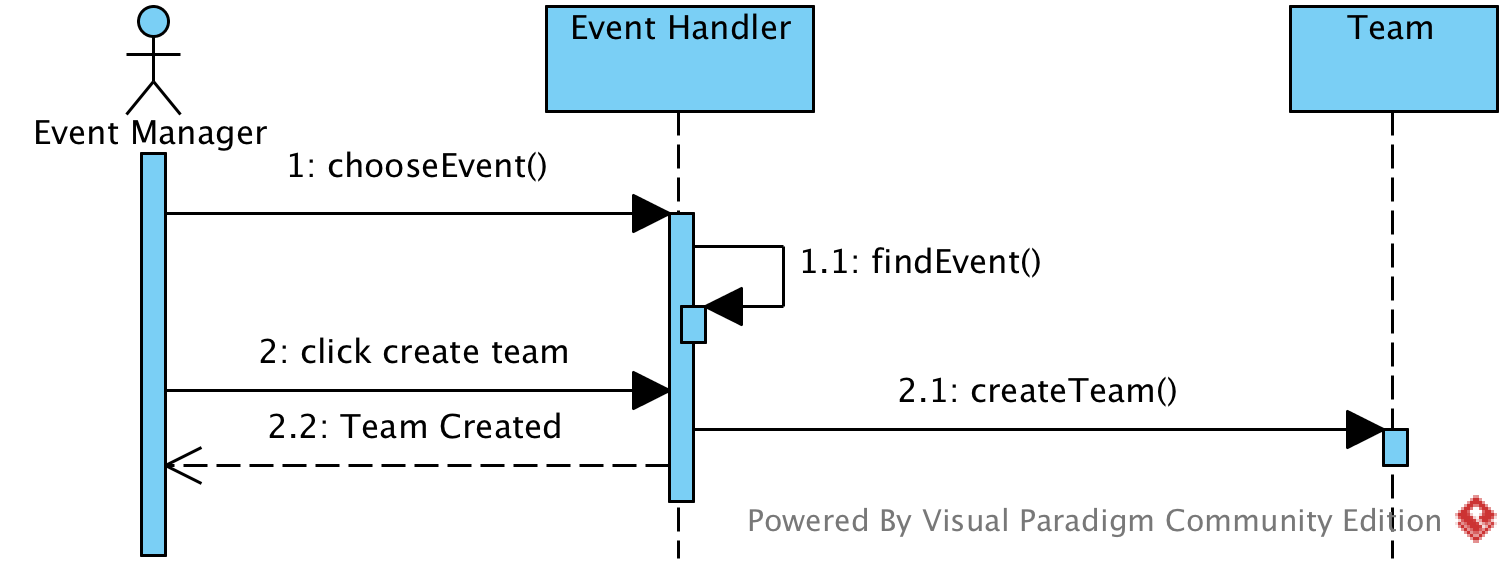 Event Handler
Team
Event Manager
1: chooseEvent()
1.1: findEvent()
2: click create team
2.1: createTeam()
2.2: Team Created
Powered By Visual Paradigm Community Edition